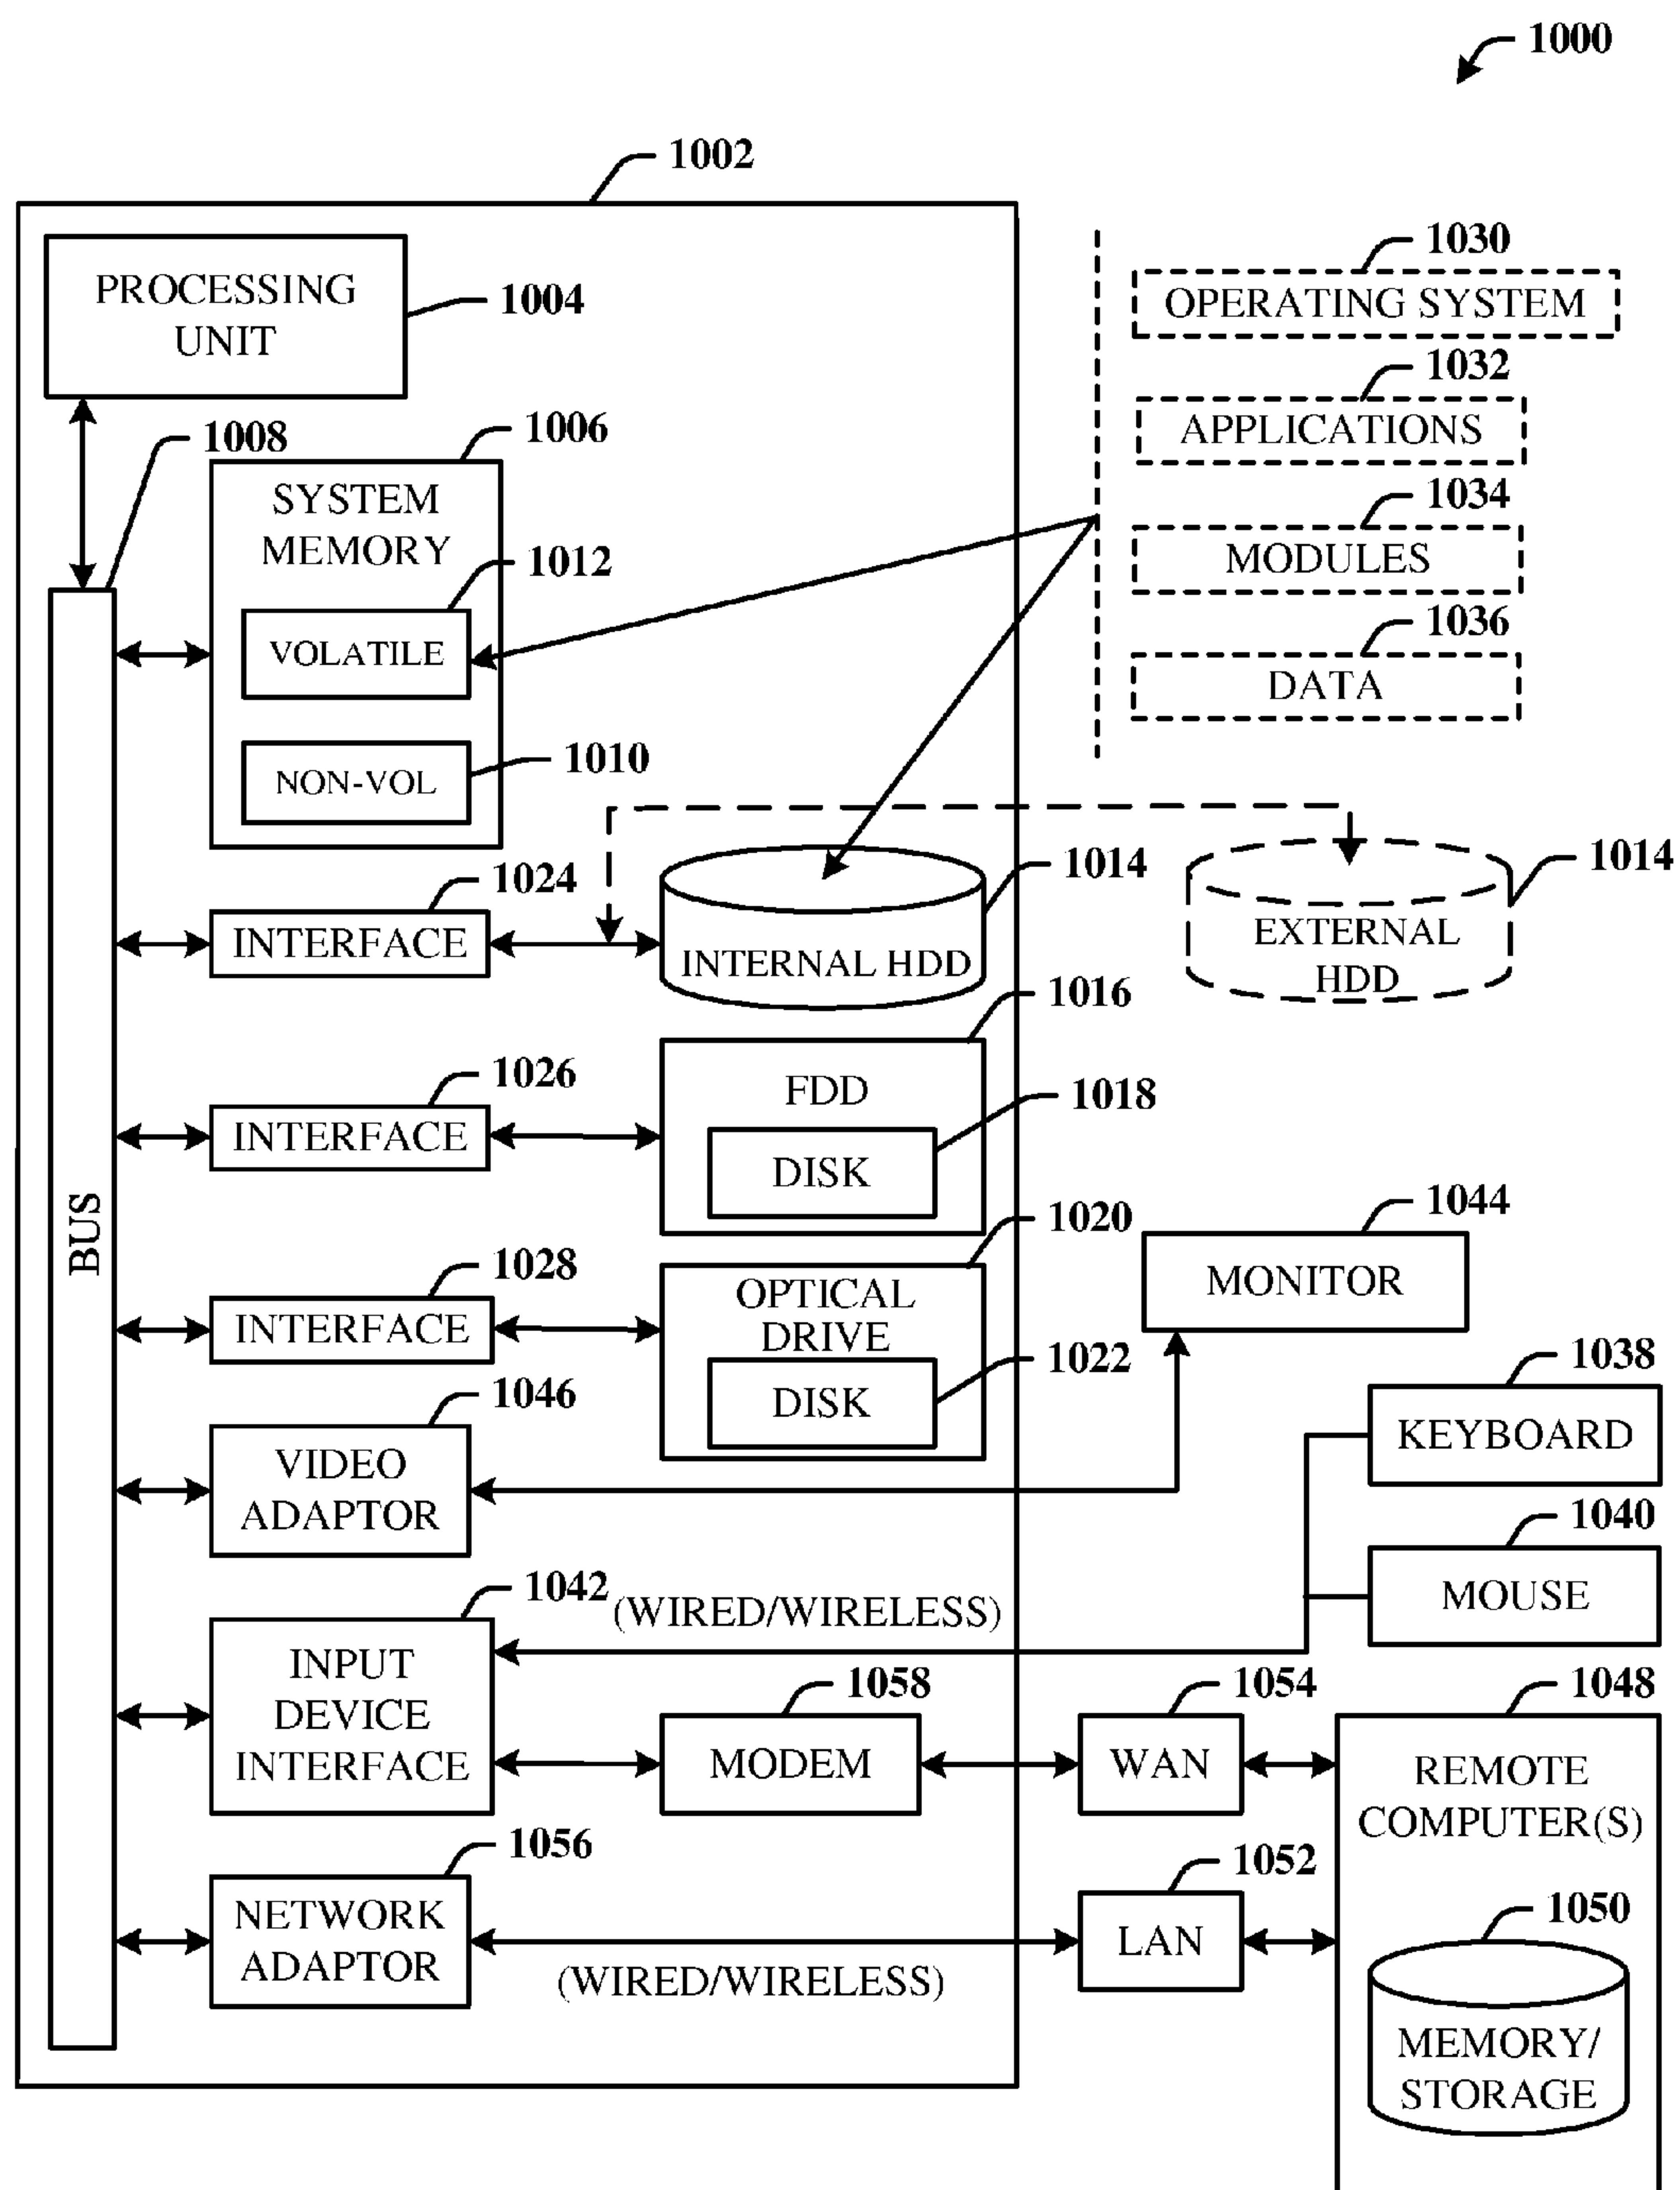 1000
1002
PROCESSING
UNIT
1004
1030
OPERATING SYSTEM
1032
APPLICATIONS
1034
MODULES
1036
DATA
1008
1006
SYSTEM
MEMORY
1012
VOLATILE
1010
NON-VOL
BUS
1024
INTERFACE
1014
INTERNAL HDD
1014
EXTERNAL
HDD
1026
INTERFACE
1016
FDD
1018
DISK
1028
INTERFACE
1020
OPTICAL
DRIVE
1022
DISK
1044
MONITOR
1046
VIDEO
ADAPTOR
1038
KEYBOARD
1040
MOUSE
1042
(WIRED/WIRELESS)
INPUT
DEVICE
INTERFACE
1058
MODEM
1054
WAN
1048
REMOTE
COMPUTER(S)
1056
NETWORK
ADAPTOR
(WIRED/WIRELESS)
1052
LAN
1050
MEMORY/
STORAGE